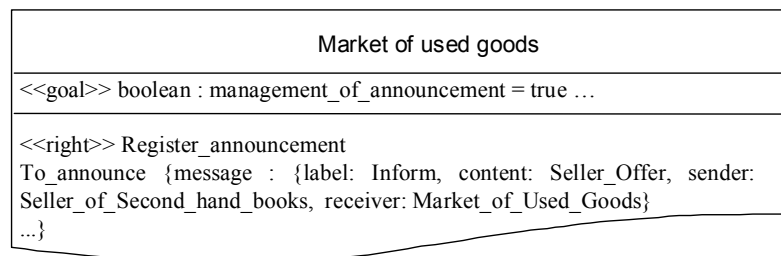 Market of used goods
<<goal>> boolean : management_of_announcement = true …
<<right>> Register_announcement
To_announce {message : {label: Inform, content: Seller_Offer, sender:
Seller_of_Second_hand_books, receiver: Market_of_Used_Goods}
...}